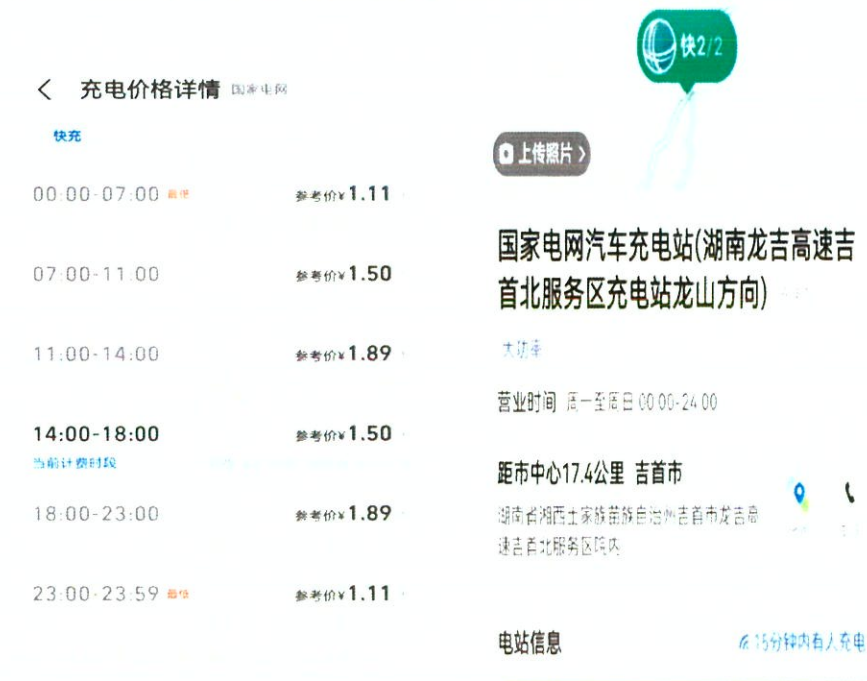 充电价格详情 国家电网
快充
00:00-07:00 最低 参考价¥1.11
07:00-11:00 参考价¥1.50
11:00-14:00 参考价¥1.89
14:00-18:00 参考价¥1.50
当前计费时段
18:00-23:00 参考价¥1.89
23:00-23:59 最低 参考价¥1.11
快2/2
上传照片
国家电网汽车充电站(湖南龙吉高速吉
首北服务区充电站龙山方向)
大功率
营业时间 周一至周日 00:00-24:00
距市中心17.4公里 吉首市
湖南省湘西土家族苗族自治州吉首市龙吉高
速吉首北服务区院内
电站信息
15分钟内有人充电